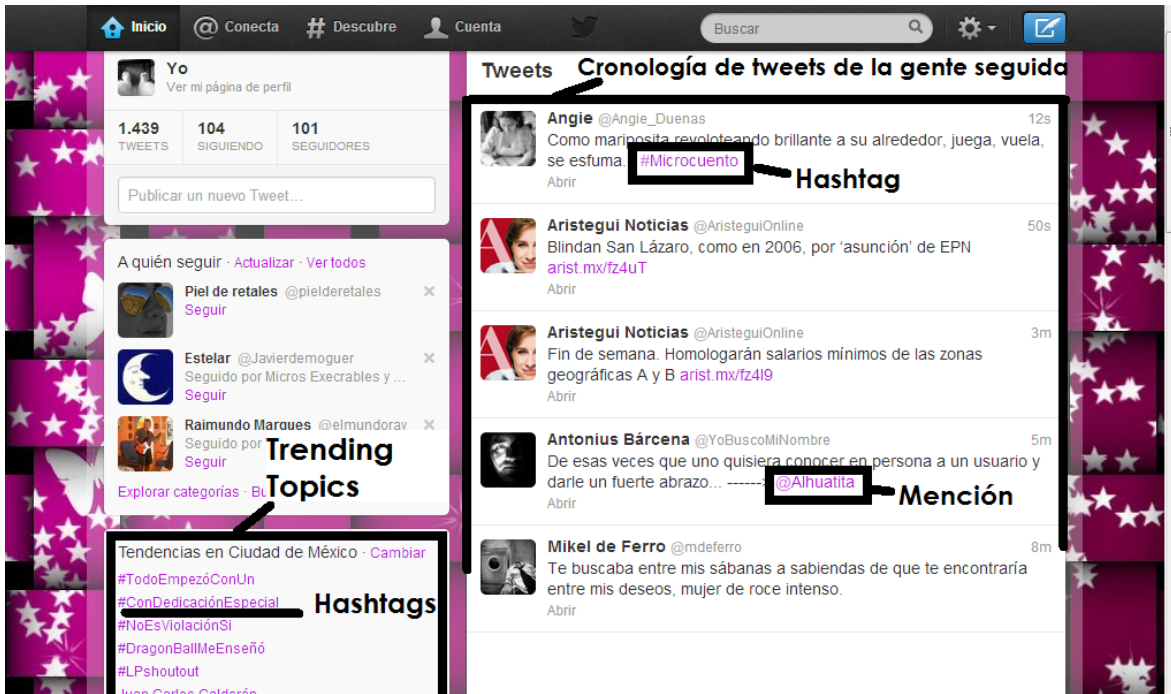 Inicio @ Conecta # Descubre Cuenta Buscar
Yo
Ver mi página de perfil
1.439 104 101
TWEETS SIGUIENDO SEGUIDORES
Publicar un nuevo Tweet...
A quién seguir · Actualizar · Ver todos
Piel de retales @pielderetales ×
Seguir
Estelar @Javierdemoguer ×
Seguido por Micros Execrables y ...
Seguir
Raimundo Marques @elmundoray ×
Seguido por
Seguir
Explorar categorías ·
Trending
Topics
Tendencias en Ciudad de México · Cambiar
#TodoEmpezóConUn
#ConDedicaciónEspecial
Hashtags
#NoEsViolaciónSi
#DragonBallMeEnseñó
#LPshoutout
Juan Carlos Calderón
Tweets
Cronología de tweets de la gente seguida
Angie @Angie_Duenas 12s
Como mariposita revoloteando brillante a su alrededor, juega, vuela,
se esfuma. #Microcuento
Abrir
Hashtag
Aristegui Noticias @AristeguiOnline 50s
Blindan San Lázaro, como en 2006, por ‘asunción’ de EPN
arist.mx/fz4uT
Abrir
Aristegui Noticias @AristeguiOnline 3m
Fin de semana. Homologarán salarios mínimos de las zonas
geográficas A y B arist.mx/fz4l9
Abrir
Antonius Bárcena @YoBuscoMiNombre 5m
De esas veces que uno quisiera conocer en persona a un usuario y
darle un fuerte abrazo... ------> @Alhuatita
Abrir
Mención
Mikel de Ferro @mdeferro 8m
Te buscaba entre mis sábanas a sabiendas de que te encontraría
entre mis deseos, mujer de roce intenso.
Abrir